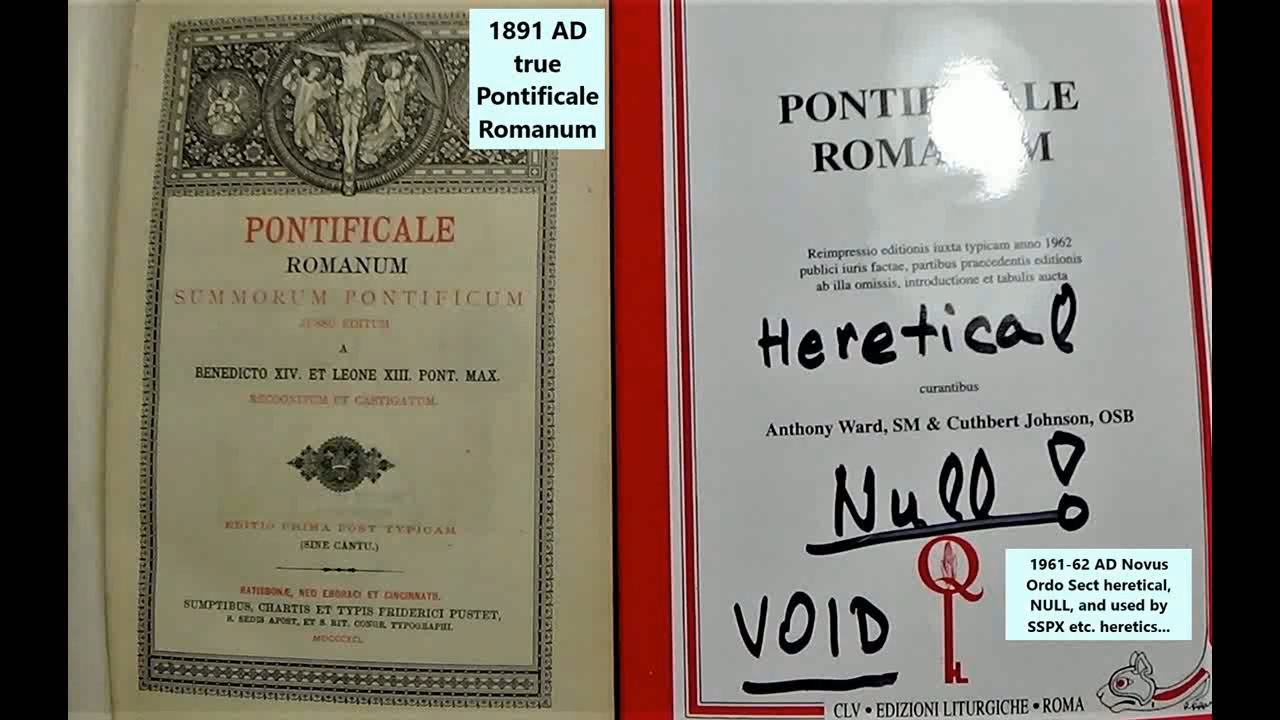 1891 AD
true
Pontificale
Romanum
PONTIFICALE
ROMANUM
SUMMORUM PONTIFICUM
JUSSU EDITUM
A
BENEDICTO XIV. ET LEONE XIII. PONT. MAX.
RECOGNITUM ET CASTIGATUM.
EDITIO PRIMA POST TYPICAM
(SINE CANTU.)
RATISBONÆ, NEO EBORACI ET CINCINNATII.
SUMPTIBUS, CHARTIS ET TYPIS FRIDERICI PUSTET,
S. SEDIS APOST. ET S. RIT. CONGR. TYPOGRAPHI.
MDCCCXCI.
PONTIF LE
ROMA M
Reimpressio editionis iuxta typicam anno 1962
publici iuris factae, partibus praecedentis editionis
ab illa omissis, introductione et tabulis aucta
Heretical
curantibus
Anthony Ward, SM & Cuthbert Johnson, OSB
Null!
VOID
1961-62 AD Novus
Ordo Sect heretical,
NULL, and used by
SSPX etc. heretics...
CLV • EDIZIONI LITURGICHE • ROMA